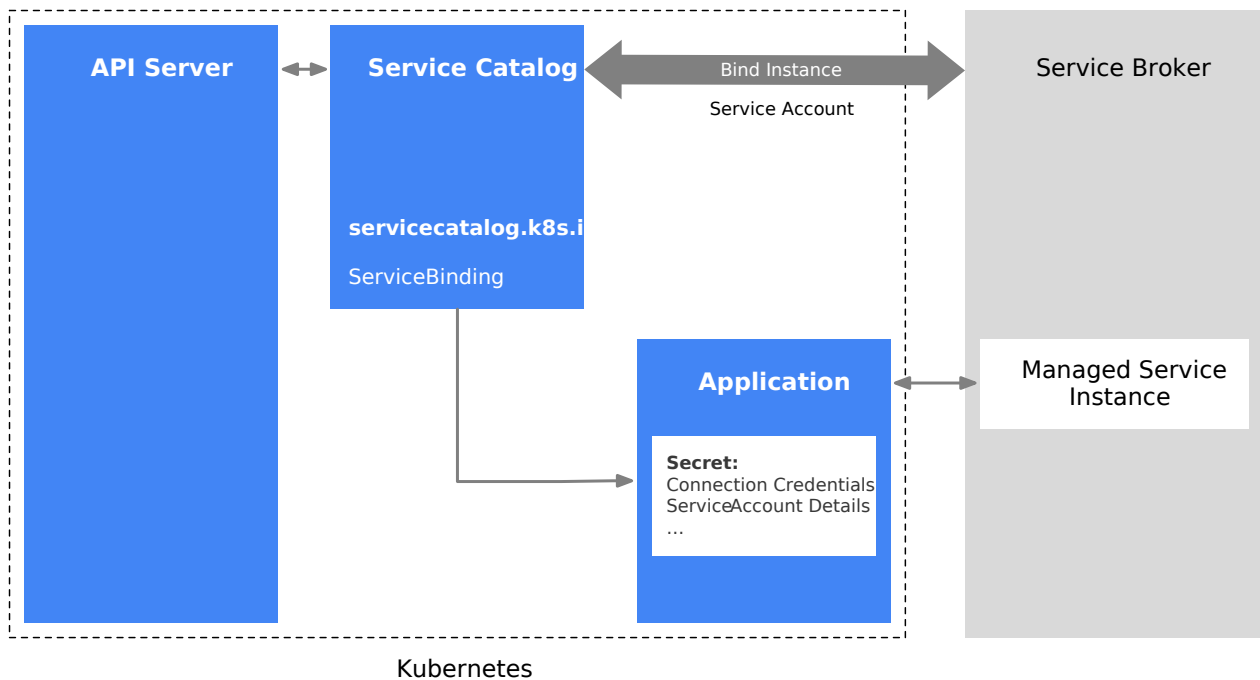 API Server
Service Catalog
Bind Instance
Service Account
Service Broker
servicecatalog.k8s.i
ServiceBinding
Application
Managed Service
Instance
Secret:
Connection Credentials
ServiceAccount Details
...
Kubernetes